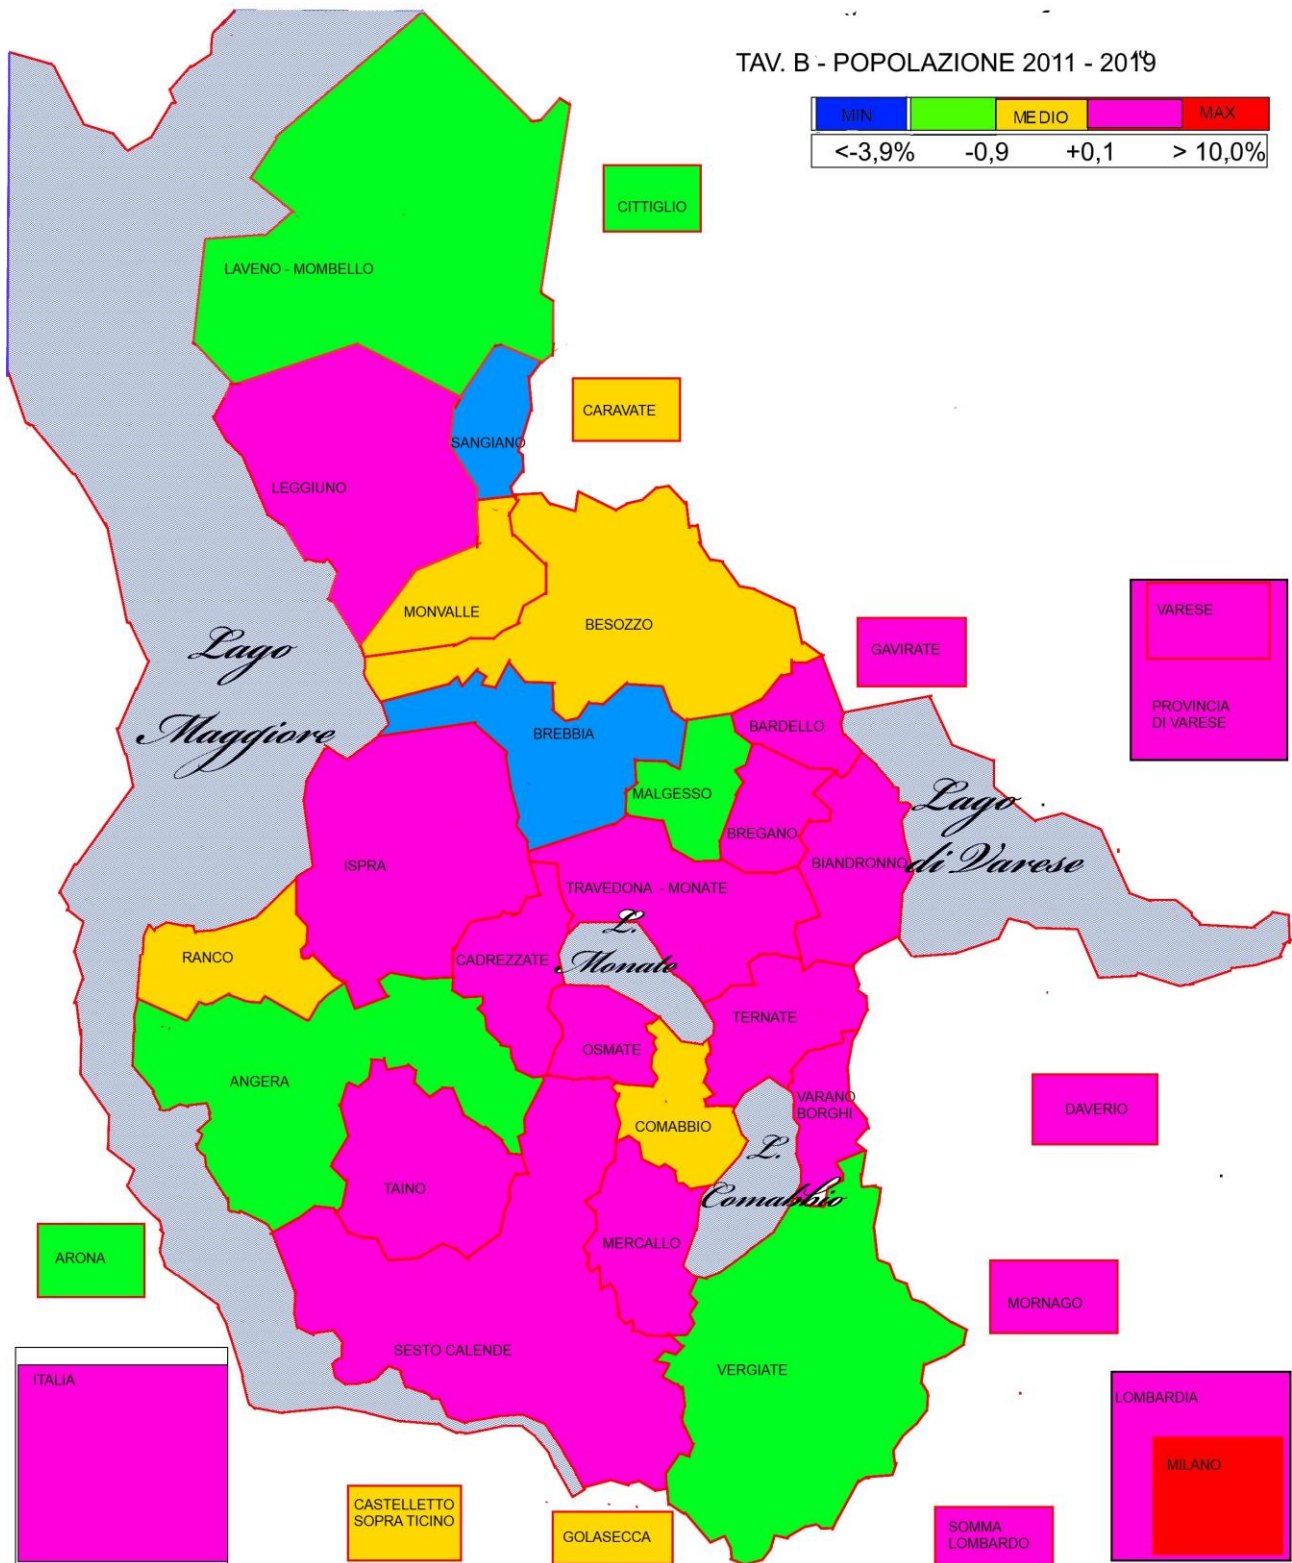 TAV. B - POPOLAZIONE 2011 - 2019
MIN MEDIO MAX
<-3,9% -0,9 +0,1 > 10,0%
CITTIGLIO
LAVENO - MOMBELLO
CARAVATE
SANGIANO
LEGGIUNO
MONVALLE
BESOZZO
VARESE
GAVIRATE
Lago
Maggiore
PROVINCIA
DI VARESE
BREBBIA
BARDELLO
MALGESSO
Lago
di Varese
BREGANO
BIANDRONNO
ISPRA
TRAVEDONA - MONATE
L.
Monate
RANCO
CADREZZATE
TERNATE
OSMATE
ANGERA
VARANO
BORGHI
DAVERIO
COMABBIO
L.
Comabbio
TAINO
MERCALLO
ARONA
MORNAGO
SESTO CALENDE
VERGIATE
ITALIA
LOMBARDIA
MILANO
CASTELLETTO
SOPRA TICINO
GOLASECCA
SOMMA
LOMBARDO